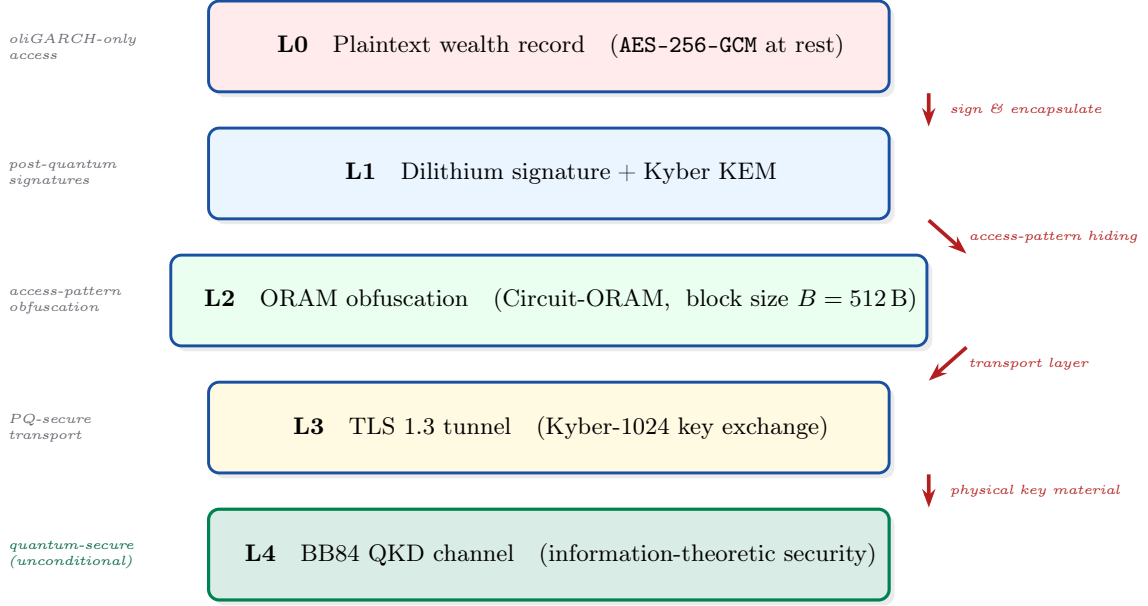 oliGARCH-only
access
L0 Plaintext wealth record (AES-256-GCM at rest)
sign & encapsulate
post-quantum
signatures
L1 Dilithium signature + Kyber KEM
access-pattern hiding
access-pattern
obfuscation
L2 ORAM obfuscation (Circuit-ORAM, block size B = 512 B)
transport layer
PQ-secure
transport
L3 TLS 1.3 tunnel (Kyber-1024 key exchange)
physical key material
quantum-secure
(unconditional)
L4 BB84 QKD channel (information-theoretic security)